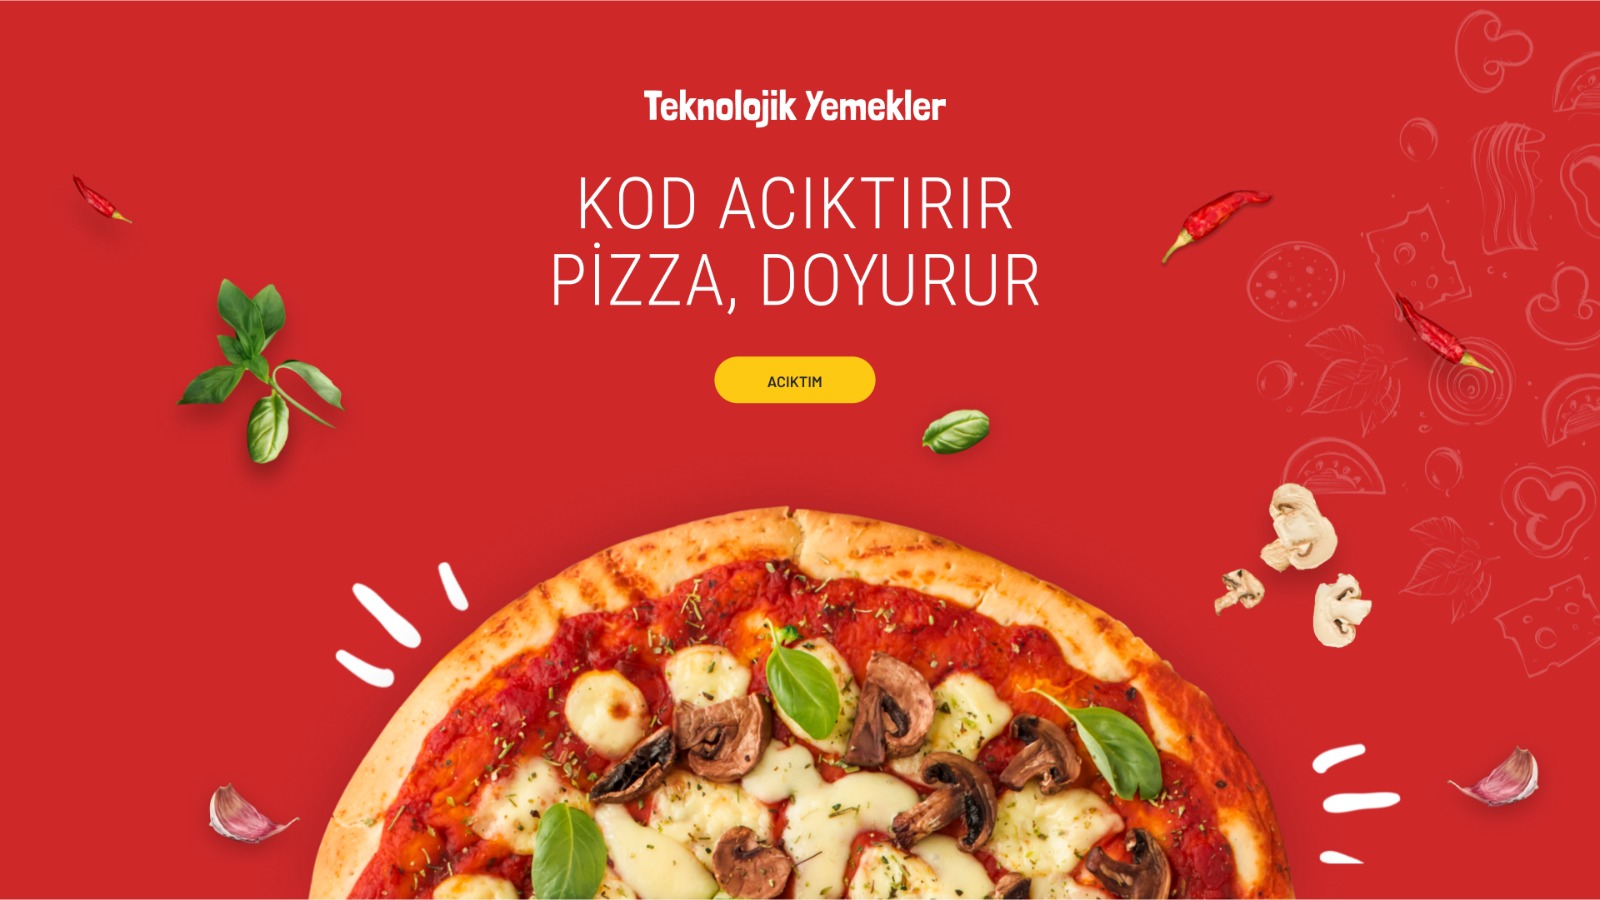 Teknolojik Yemekler
KOD ACIKTIRIR
PİZZA, DOYURUR
ACIKTIM